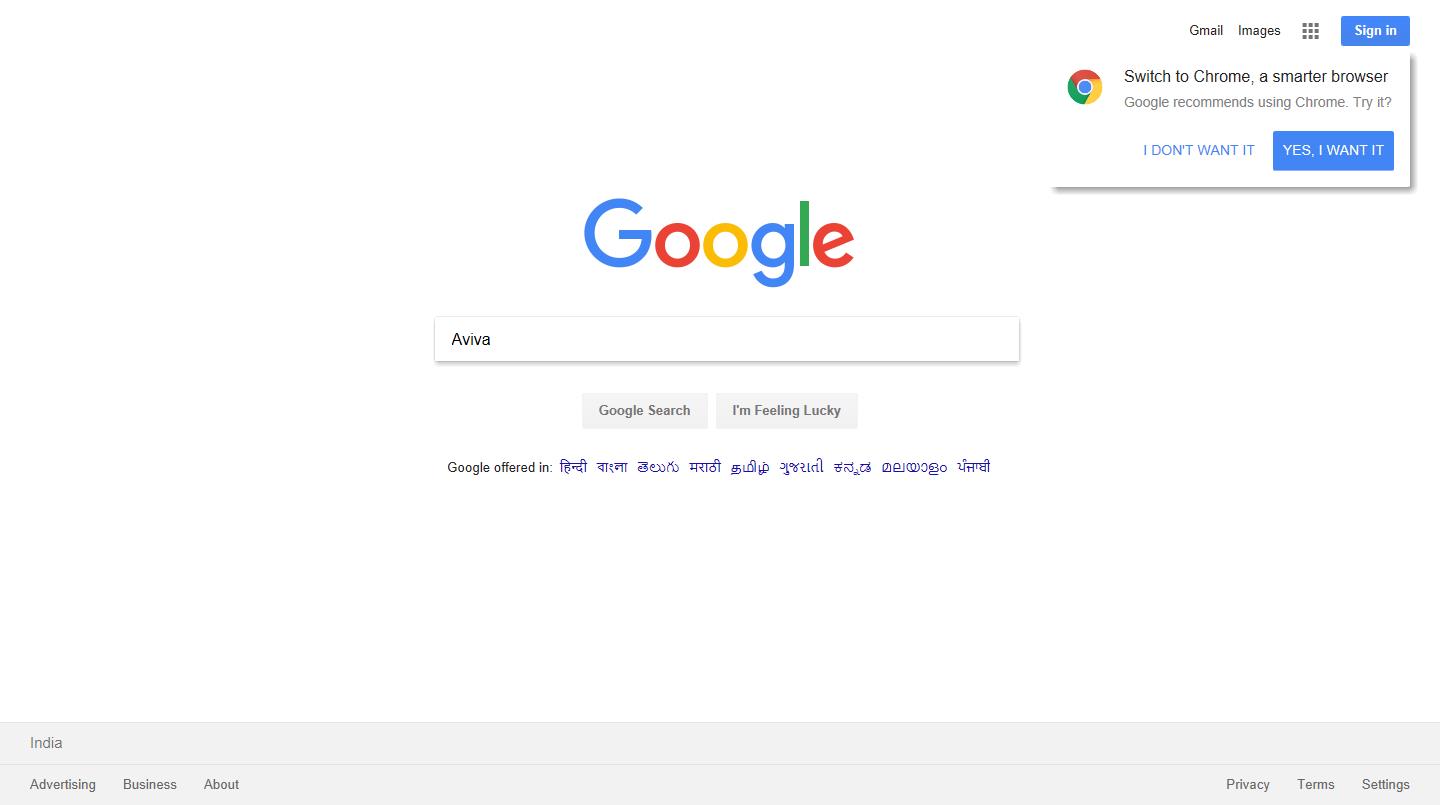 Gmail Images Sign in
Switch to Chrome, a smarter browser
Google recommends using Chrome. Try it?
I DON'T WANT IT YES, I WANT IT
Google
Aviva
Google Search I'm Feeling Lucky
Google offered in: हिन्दी বাংলা తెలుగు मराठी தமிழ் ગુજરાતી ಕನ್ನಡ മലയാളം ਪੰਜਾਬੀ
India
Advertising Business About Privacy Terms Settings